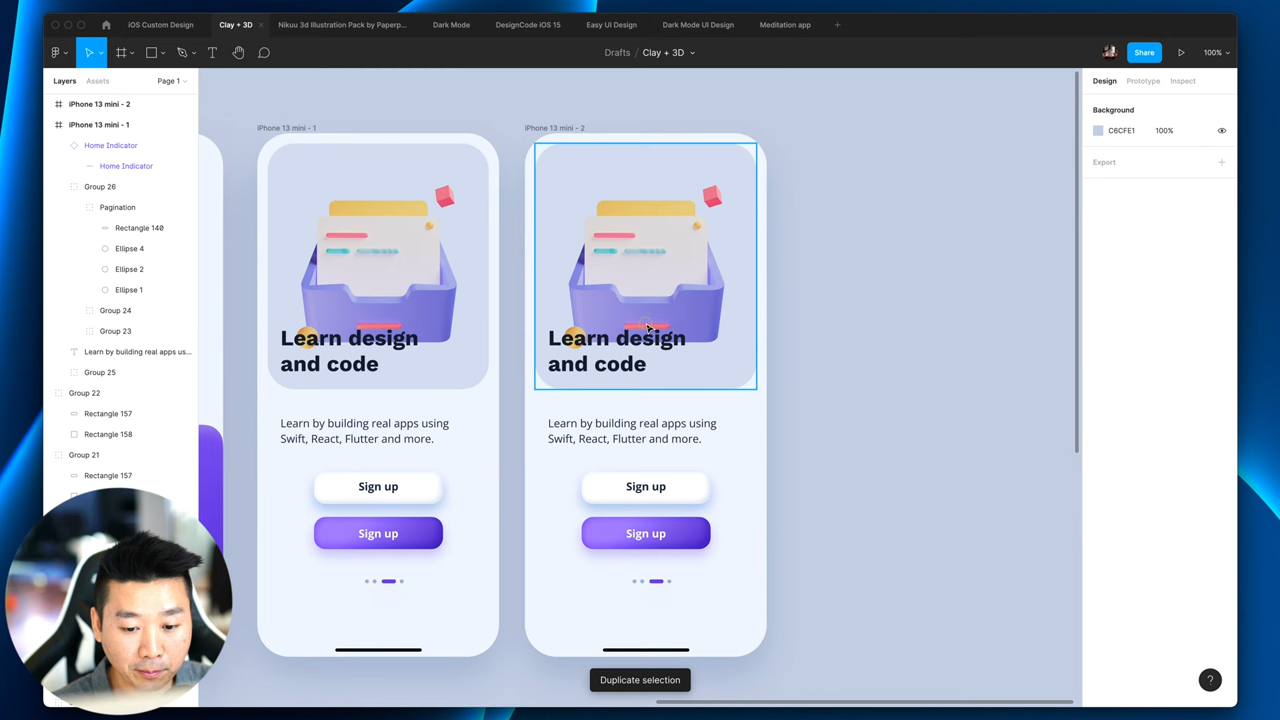 iOS Custom Design
Clay + 3D
Nikuu 3d Illustration Pack by Paperp...
Dark Mode
DesignCode iOS 15
Easy UI Design
Dark Mode UI Design
Meditation app
Drafts / Clay + 3D
Share
100%
Layers
Assets
Page 1
Design
Prototype
Inspect
iPhone 13 mini - 2
iPhone 13 mini - 1
Home Indicator
Home Indicator
Group 26
Pagination
Rectangle 140
Ellipse 4
Ellipse 2
Ellipse 1
Group 24
Group 23
Learn by building real apps us...
Group 25
Group 22
Rectangle 157
Rectangle 158
Group 21
Rectangle 157
iPhone 13 mini - 1
Learn design
and code
Learn by building real apps using
Swift, React, Flutter and more.
Sign up
Sign up
iPhone 13 mini - 2
Learn design
and code
Learn by building real apps using
Swift, React, Flutter and more.
Sign up
Sign up
Duplicate selection
Background
C6CFE1 100%
Export
?